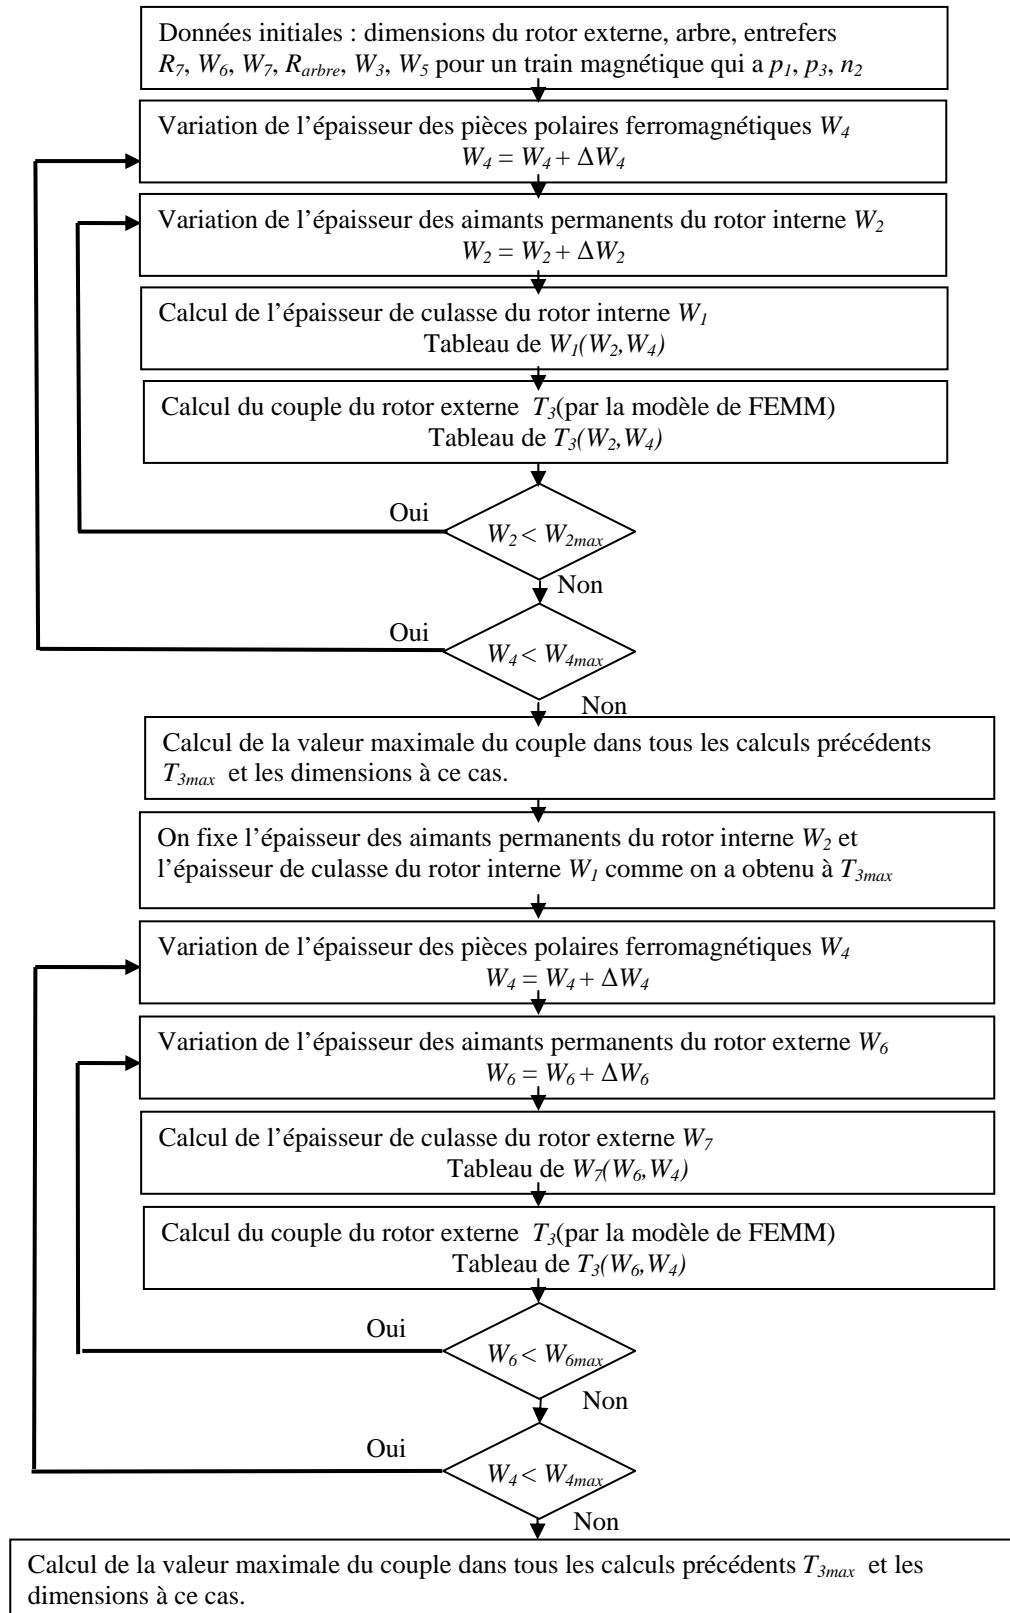 Données initiales : dimensions du rotor externe, arbre, entrefers
R7, W6, W7, Rarbre, W3, W5 pour un train magnétique qui a p1, p3, n2
Variation de l'épaisseur des pièces polaires ferromagnétiques W4
W4 = W4 + ΔW4
Variation de l'épaisseur des aimants permanents du rotor interne W2
W2 = W2 + ΔW2
Calcul de l'épaisseur de culasse du rotor interne W1
Tableau de W1(W2,W4)
Calcul du couple du rotor externe T3(par la modèle de FEMM)
Tableau de T3(W2,W4)
Oui
W2 < W2max
Non
Oui
W4 < W4max
Non
Calcul de la valeur maximale du couple dans tous les calculs précédents
T3max et les dimensions à ce cas.
On fixe l'épaisseur des aimants permanents du rotor interne W2 et
l'épaisseur de culasse du rotor interne W1 comme on a obtenu à T3max
Variation de l'épaisseur des pièces polaires ferromagnétiques W4
W4 = W4 + ΔW4
Variation de l'épaisseur des aimants permanents du rotor externe W6
W6 = W6 + ΔW6
Calcul de l'épaisseur de culasse du rotor externe W7
Tableau de W7(W6,W4)
Calcul du couple du rotor externe T3(par la modèle de FEMM)
Tableau de T3(W6,W4)
Oui
W6 < W6max
Non
Oui
W4 < W4max
Non
Calcul de la valeur maximale du couple dans tous les calculs précédents T3max et les
dimensions à ce cas.